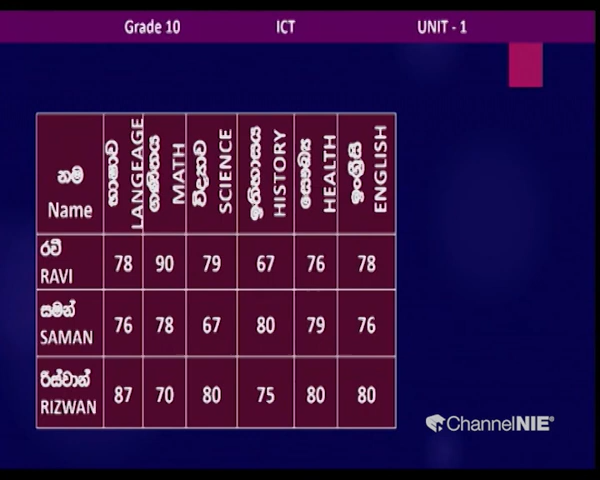 Grade 10 ICT UNIT - 1
නම
Name
භාෂාව
LANGEAGE
ගණිතය
MATH
විද්‍යාව
SCIENCE
ඉතිහාසය
HISTORY
සෞඛ්‍ය
HEALTH
ඉංග්‍රීසි
ENGLISH
රවි
RAVI 78 90 79 67 76 78
සමන්
SAMAN 76 78 67 80 79 76
රිස්වාන්
RIZWAN 87 70 80 75 80 80
ChannelNIE